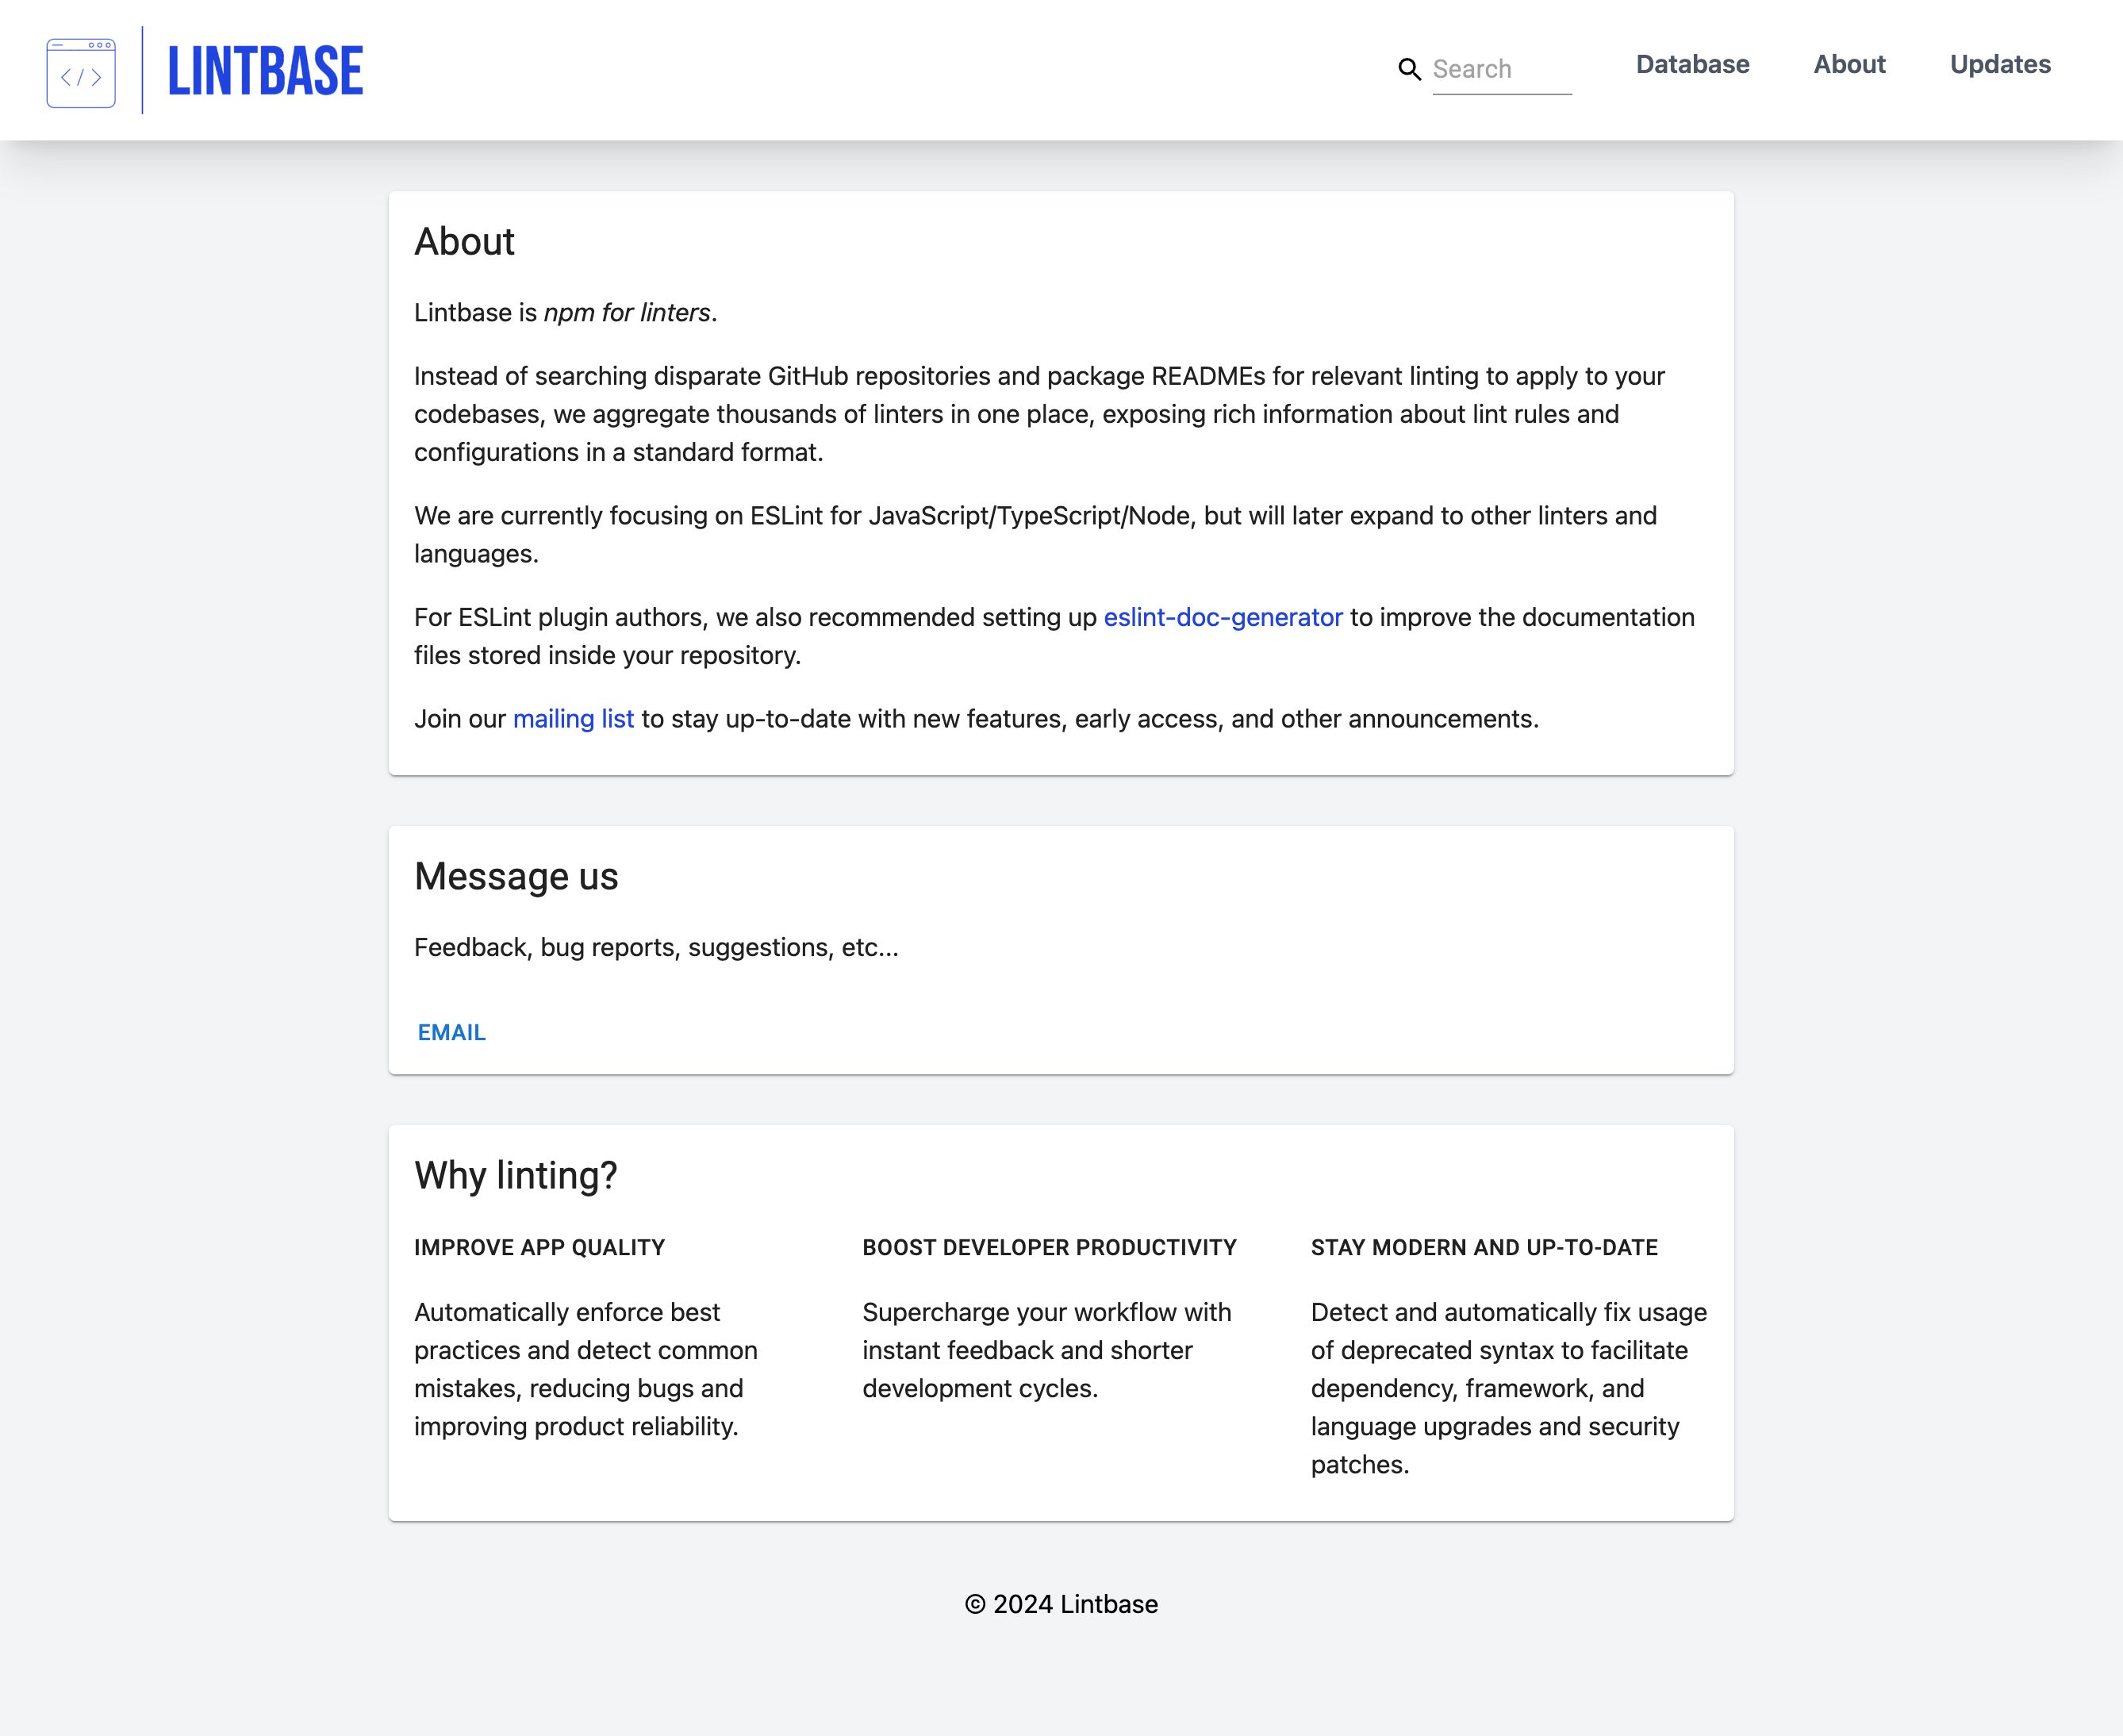 </>
LINTBASE
Search
Database
About
Updates
About
Lintbase is npm for linters.
Instead of searching disparate GitHub repositories and package READMEs for relevant linting to apply to your
codebases, we aggregate thousands of linters in one place, exposing rich information about lint rules and
configurations in a standard format.
We are currently focusing on ESLint for JavaScript/TypeScript/Node, but will later expand to other linters and
languages.
For ESLint plugin authors, we also recommended setting up eslint-doc-generator to improve the documentation
files stored inside your repository.
Join our mailing list to stay up-to-date with new features, early access, and other announcements.
Message us
Feedback, bug reports, suggestions, etc...
EMAIL
Why linting?
IMPROVE APP QUALITY
Automatically enforce best
practices and detect common
mistakes, reducing bugs and
improving product reliability.
BOOST DEVELOPER PRODUCTIVITY
Supercharge your workflow with
instant feedback and shorter
development cycles.
STAY MODERN AND UP-TO-DATE
Detect and automatically fix usage
of deprecated syntax to facilitate
dependency, framework, and
language upgrades and security
patches.
© 2024 Lintbase